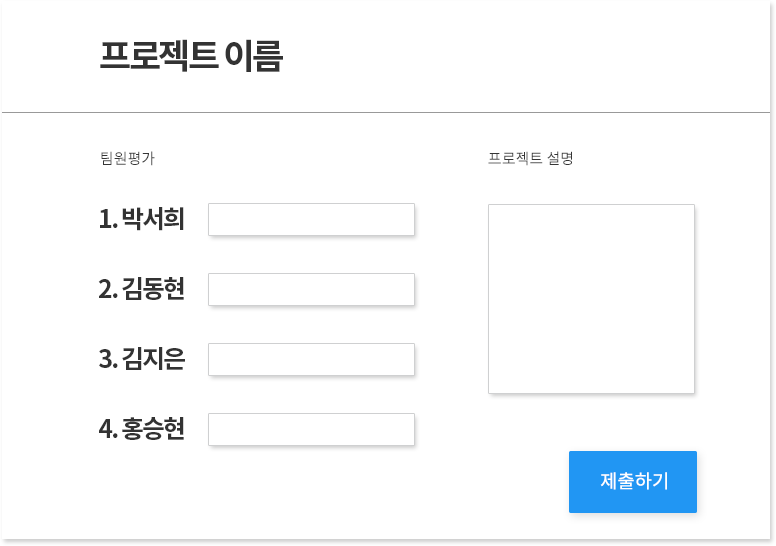 프로젝트 이름
팀원평가
1. 박서희
2. 김동현
3. 김지은
4. 홍승현
프로젝트 설명
제출하기